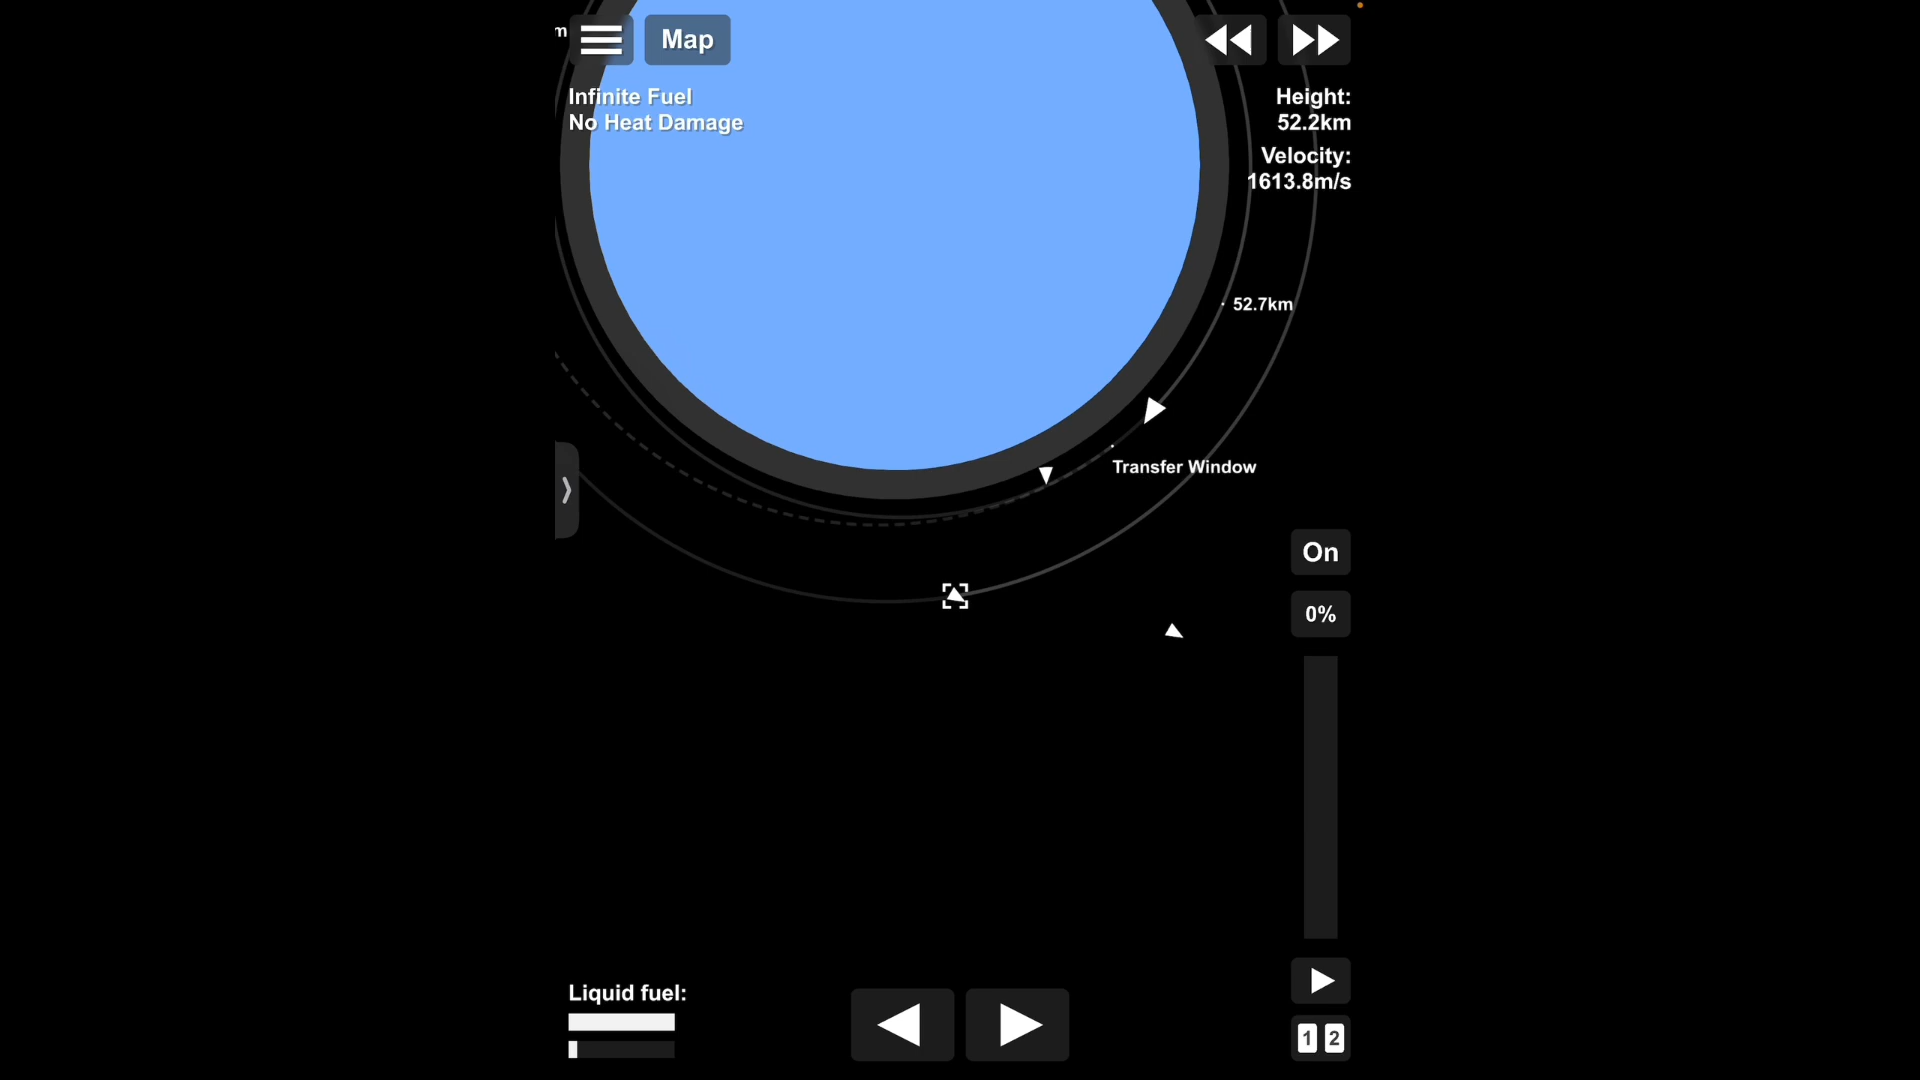 m
Map
Infinite Fuel
No Heat Damage
Height:
52.2km
Velocity:
1613.8m/s
52.7km
Transfer Window
On
0%
Liquid fuel:
1 2